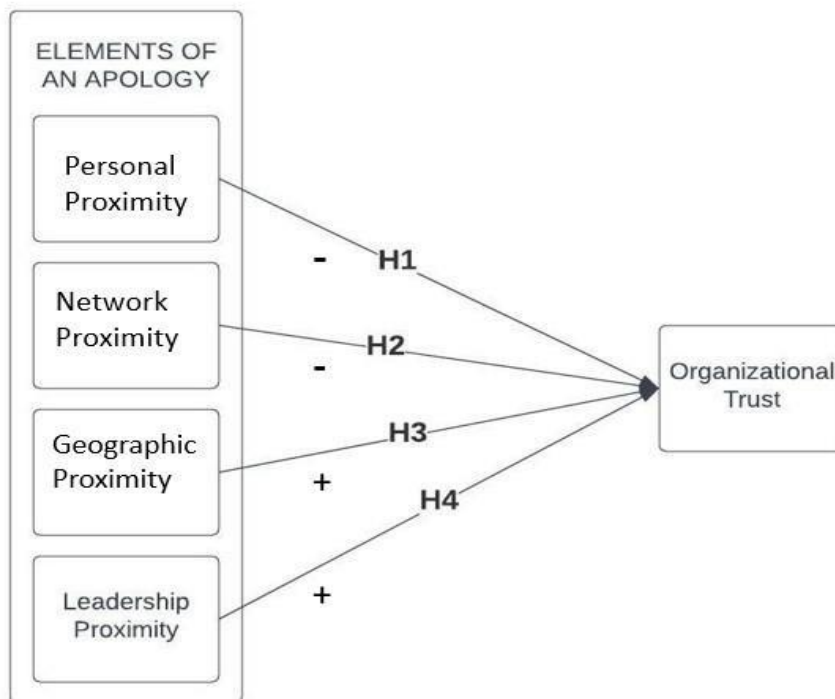 ELEMENTS OF
AN APOLOGY
Personal
Proximity
-
H1
Network
Proximity
H2
-
Organizational
Trust
Geographic
Proximity
H3
+
H4
Leadership
Proximity
+